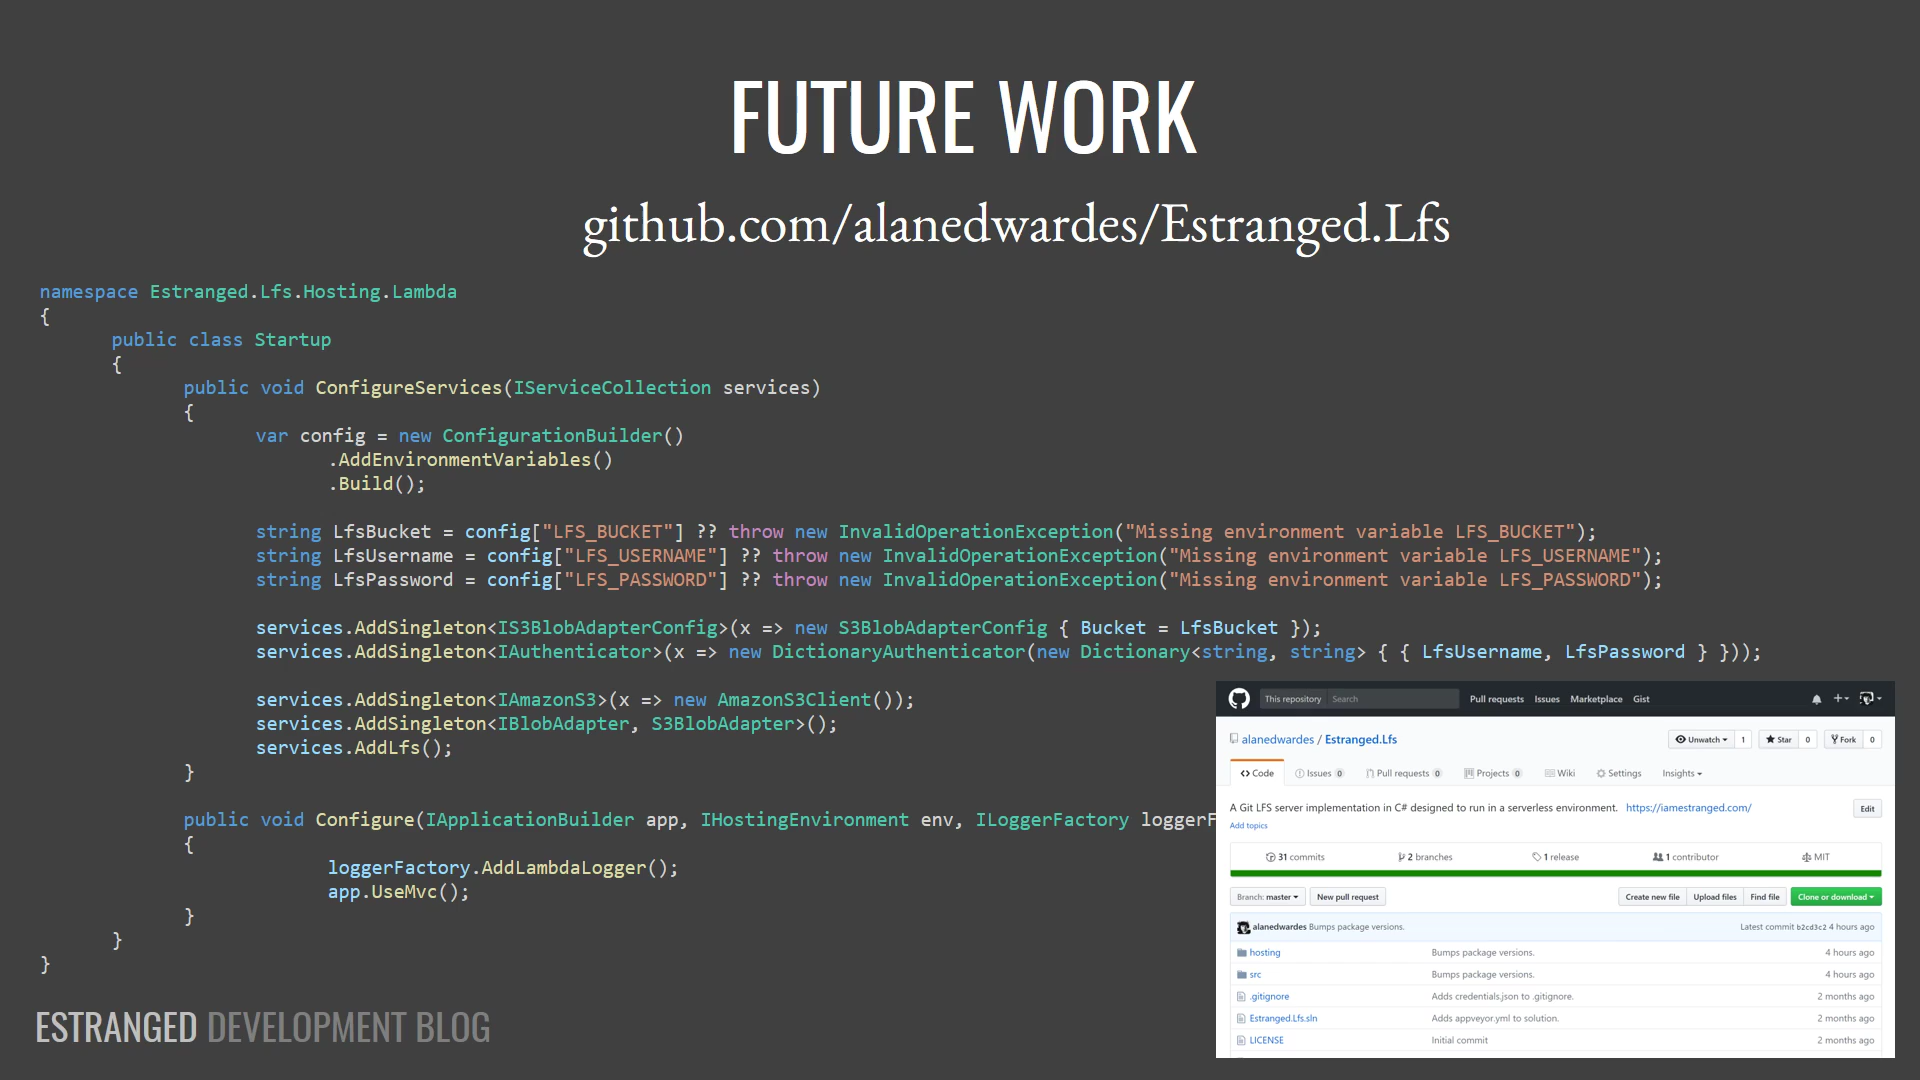 FUTURE WORK
github.com/alanedwardes/Estranged.Lfs
namespace Estranged.Lfs.Hosting.Lambda
{
public class Startup
{
public void ConfigureServices(IServiceCollection services)
{
var config = new ConfigurationBuilder()
.AddEnvironmentVariables()
.Build();
string LfsBucket = config["LFS_BUCKET"] ?? throw new InvalidOperationException("Missing environment variable LFS_BUCKET");
string LfsUsername = config["LFS_USERNAME"] ?? throw new InvalidOperationException("Missing environment variable LFS_USERNAME");
string LfsPassword = config["LFS_PASSWORD"] ?? throw new InvalidOperationException("Missing environment variable LFS_PASSWORD");
services.AddSingleton<IS3BlobAdapterConfig>(x => new S3BlobAdapterConfig { Bucket = LfsBucket });
services.AddSingleton<IAuthenticator>(x => new DictionaryAuthenticator(new Dictionary<string, string> { { LfsUsername, LfsPassword } }));
services.AddSingleton<IAmazonS3>(x => new AmazonS3Client());
services.AddSingleton<IBlobAdapter, S3BlobAdapter>();
services.AddLfs();
}
public void Configure(IApplicationBuilder app, IHostingEnvironment env, ILoggerFactory loggerF
{
loggerFactory.AddLambdaLogger();
app.UseMvc();
}
}
}
This repository Search Pull requests Issues Marketplace Gist
alanedwardes / Estranged.Lfs Unwatch 1 Star 0 Fork 0
Code Issues 0 Pull requests 0 Projects 0 Wiki Settings Insights
A Git LFS server implementation in C# designed to run in a serverless environment. https://iamestranged.com/ Edit
Add topics
31 commits 2 branches 1 release 1 contributor MIT
Branch: master New pull request Create new file Upload files Find file Clone or download
alanedwardes Bumps package versions. Latest commit b2cd3c2 4 hours ago
hosting Bumps package versions. 4 hours ago
src Bumps package versions. 4 hours ago
.gitignore Adds credentials.json to .gitignore. 2 months ago
Estranged.Lfs.sln Adds appveyor.yml to solution. 2 months ago
LICENSE Initial commit 2 months ago
ESTRANGED DEVELOPMENT BLOG